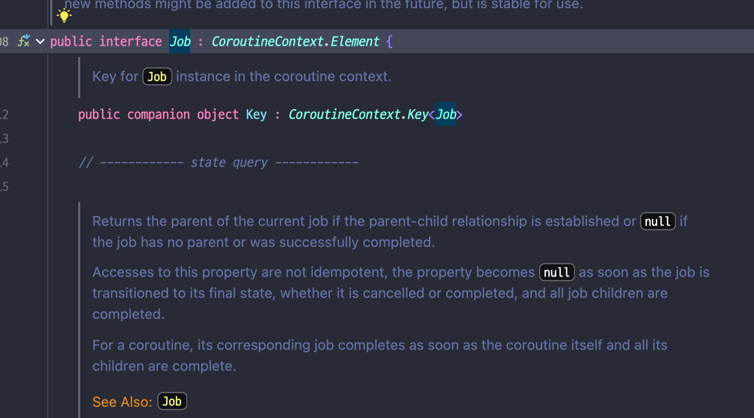 new methods might be added to this interface in the future, but is stable for use.
08 public interface Job : CoroutineContext.Element {
Key for Job instance in the coroutine context.
12 public companion object Key : CoroutineContext.Key<Job>
13
14 // ------------ state query ------------
15
Returns the parent of the current job if the parent-child relationship is established or null if
the job has no parent or was successfully completed.
Accesses to this property are not idempotent, the property becomes null as soon as the job is
transitioned to its final state, whether it is cancelled or completed, and all job children are
completed.
For a coroutine, its corresponding job completes as soon as the coroutine itself and all its
children are complete.
See Also: Job